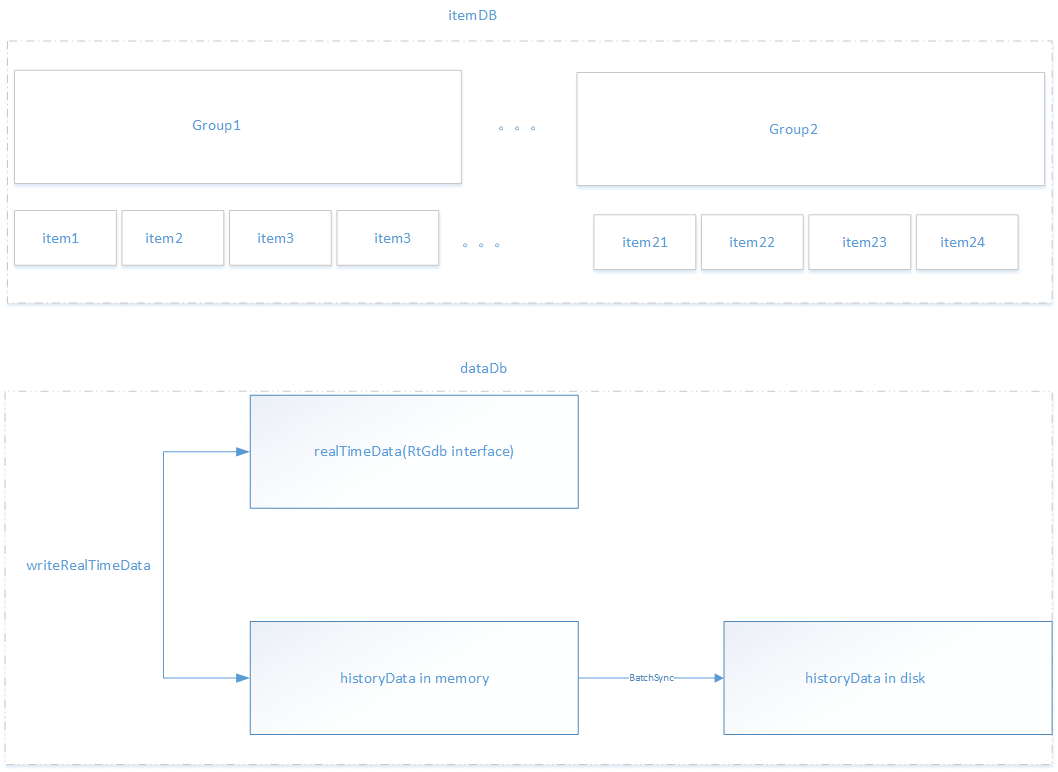 itemDB
Group1
。。。
Group2
item1
item2
item3
item3
。。。
item21
item22
item23
item24
dataDb
realTimeData(RtGdb interface)
writeRealTimeData
historyData in memory
BatchSync
historyData in disk